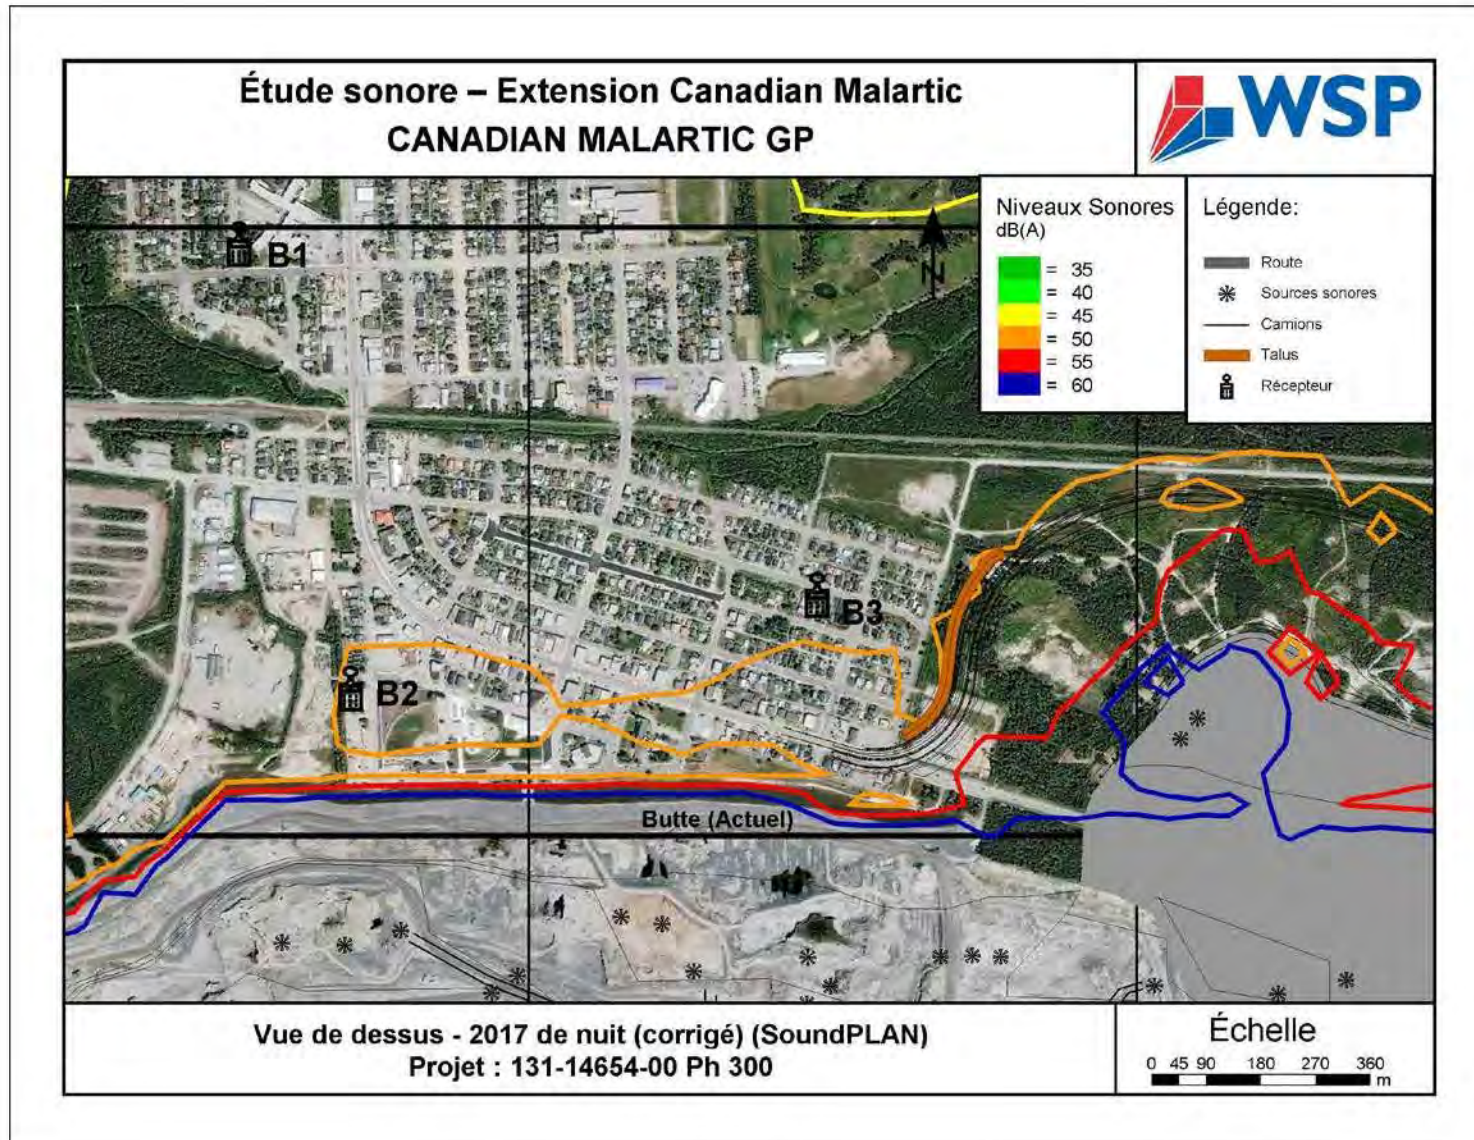 Étude sonore – Extension Canadian Malartic
CANADIAN MALARTIC GP
WSP
Niveaux Sonores
dB(A)
= 35
= 40
= 45
= 50
= 55
= 60
Légende:
Route
Sources sonores
Camions
Talus
Récepteur
N
B1
B2
B3
Butte (Actuel)
Vue de dessus - 2017 de nuit (corrigé) (SoundPLAN)
Projet : 131-14654-00 Ph 300
Échelle
0 45 90 180 270 360
m